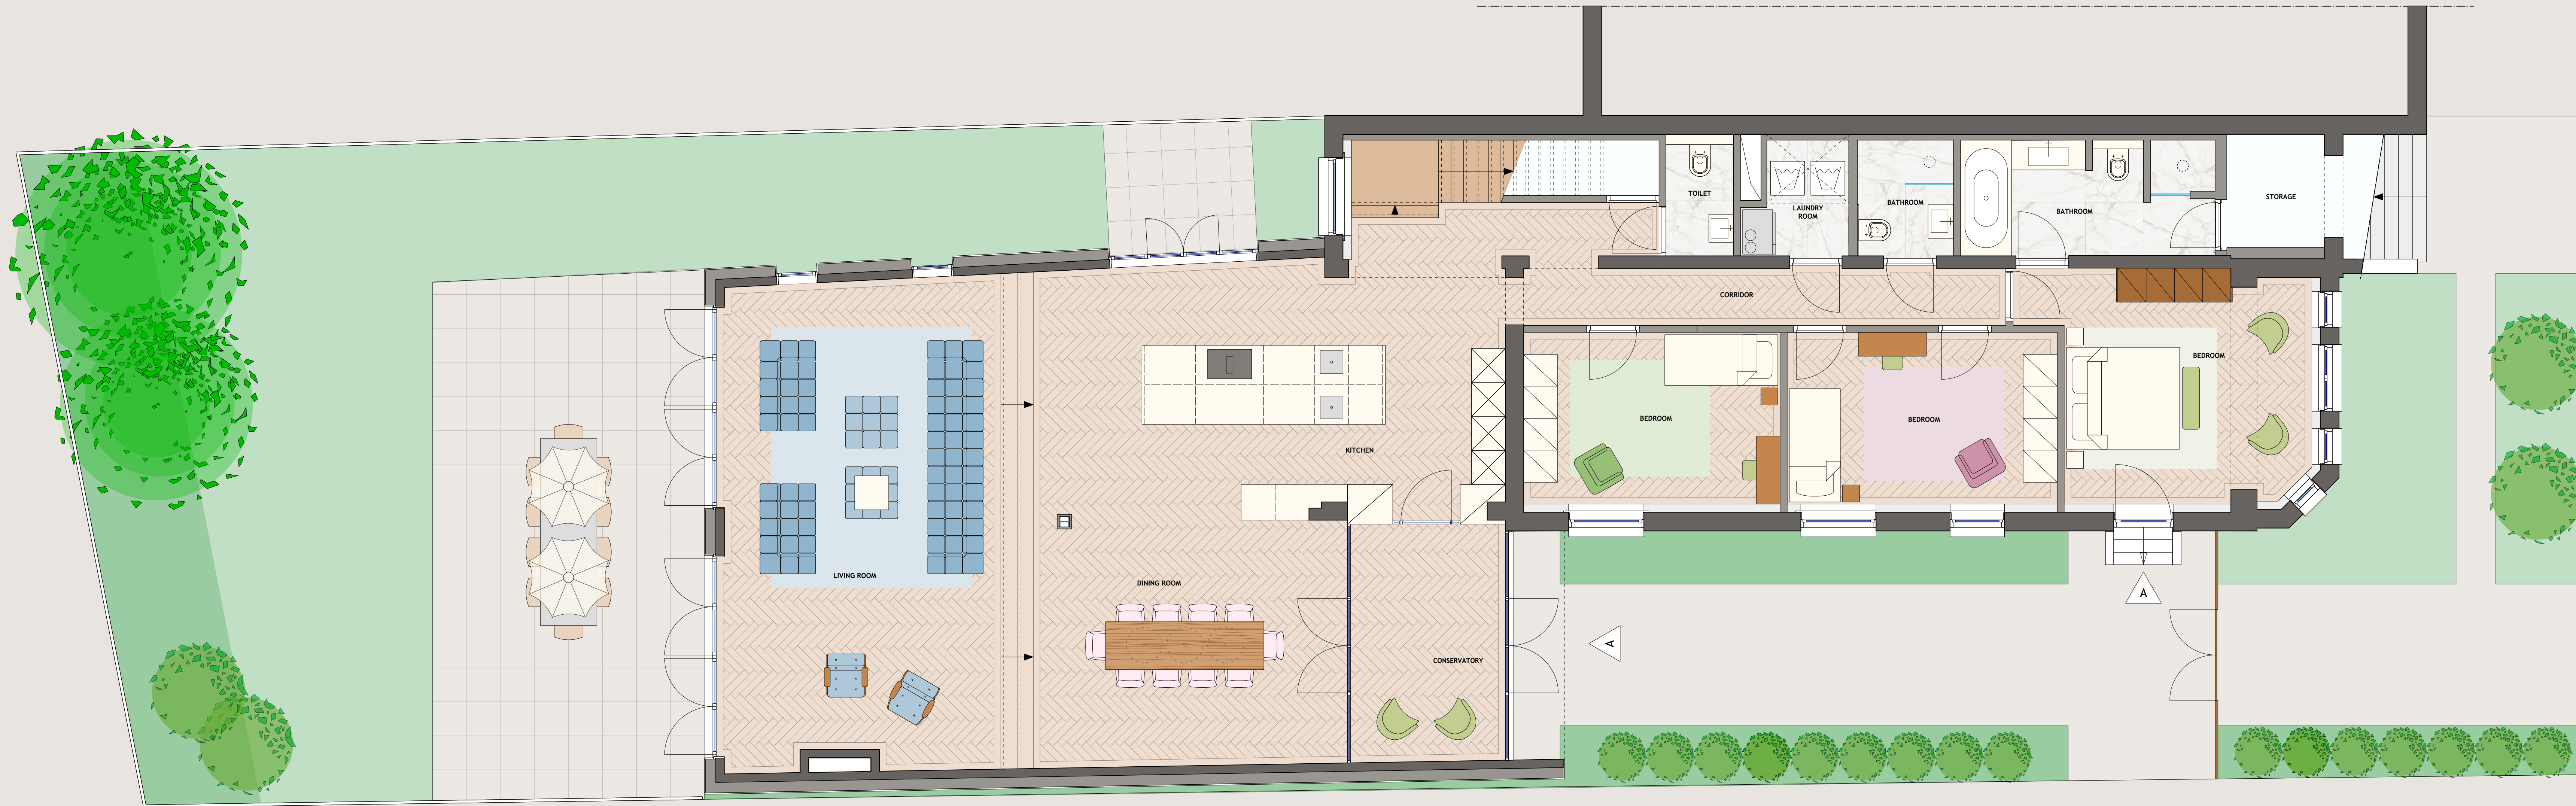 TOILET
LAUNDRY
ROOM
BATHROOM
BATHROOM
STORAGE
CORRIDOR
BEDROOM
BEDROOM
BEDROOM
KITCHEN
LIVING ROOM
DINING ROOM
CONSERVATORY
A
A